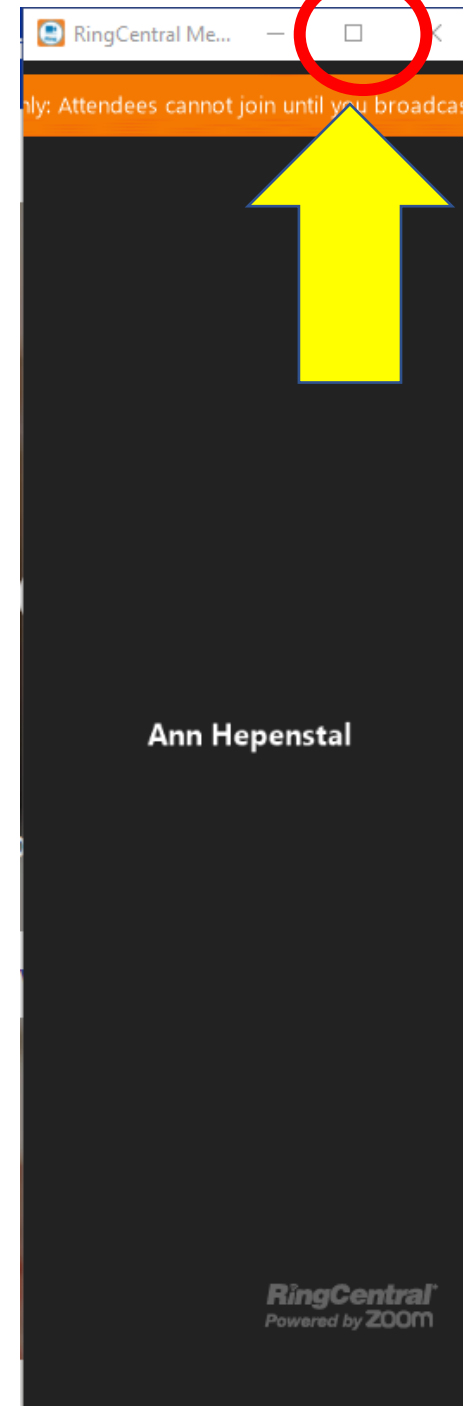 RingCentral Me...
nly: Attendees cannot join until you broadcas
Ann Hepenstal
RingCentral®
Powered by ZOOM